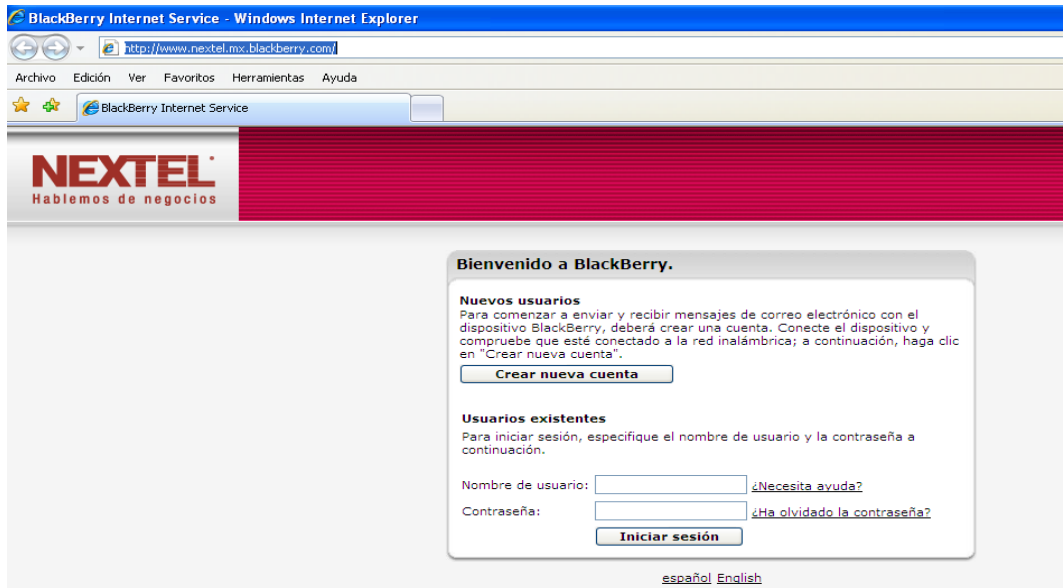 BlackBerry Internet Service - Windows Internet Explorer
http://www.nextel.mx.blackberry.com/
Archivo Edición Ver Favoritos Herramientas Ayuda
BlackBerry Internet Service
NEXTEL
Hablemos de negocios
Bienvenido a BlackBerry.
Nuevos usuarios
Para comenzar a enviar y recibir mensajes de correo electrónico con el
dispositivo BlackBerry, deberá crear una cuenta. Conecte el dispositivo y
compruebe que esté conectado a la red inalámbrica; a continuación, haga clic
en "Crear nueva cuenta".
Crear nueva cuenta
Usuarios existentes
Para iniciar sesión, especifique el nombre de usuario y la contraseña a
continuación.
Nombre de usuario: ¿Necesita ayuda?
Contraseña: ¿Ha olvidado la contraseña?
Iniciar sesión
español English